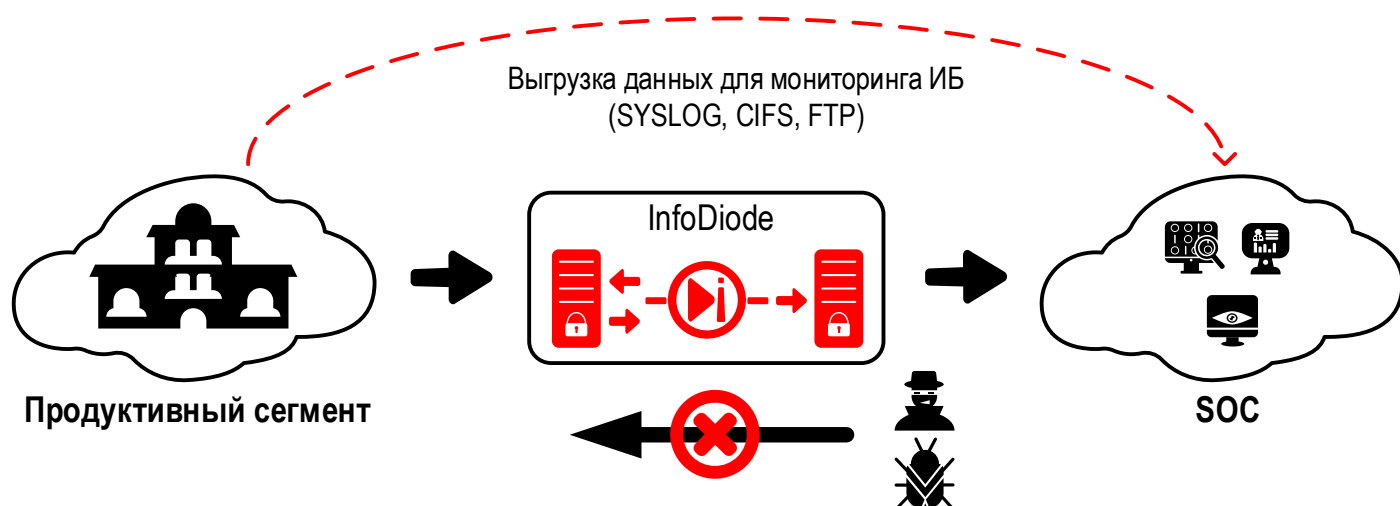 Выгрузка данных для мониторинга ИБ
(SYSLOG, CIFS, FTP)
InfoDiode
Продуктивный сегмент
SOC